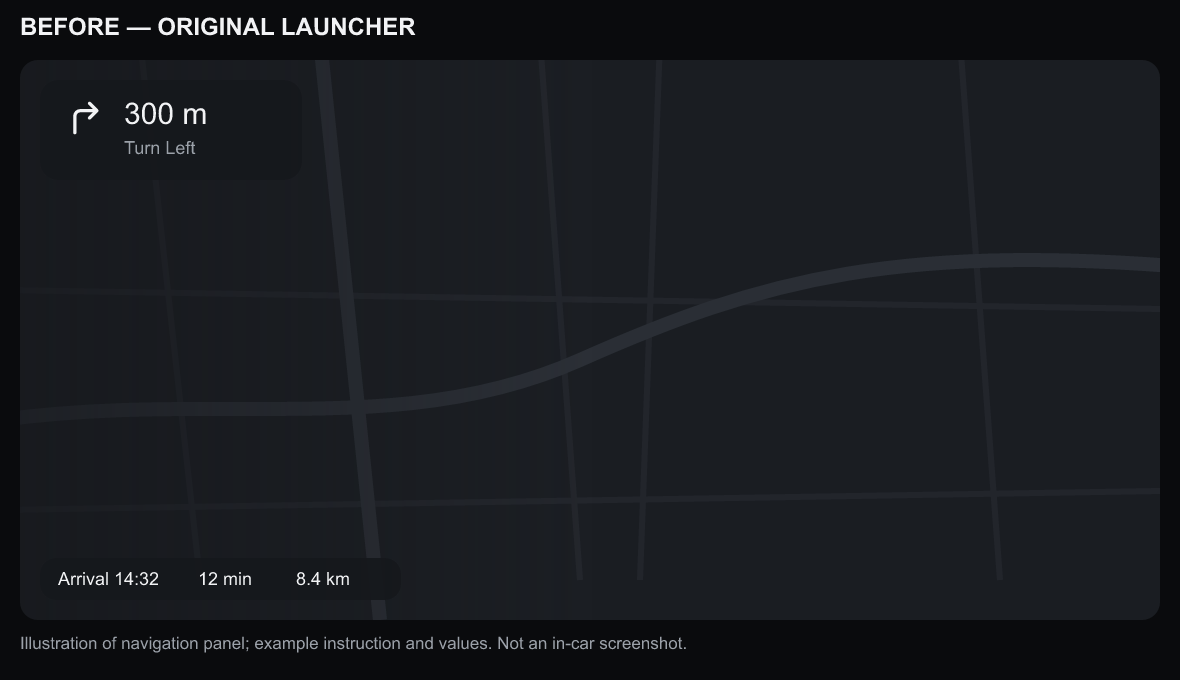 BEFORE — ORIGINAL LAUNCHER
300 m
Turn Left
Arrival 14:32 12 min 8.4 km
Illustration of navigation panel; example instruction and values. Not an in-car screenshot.